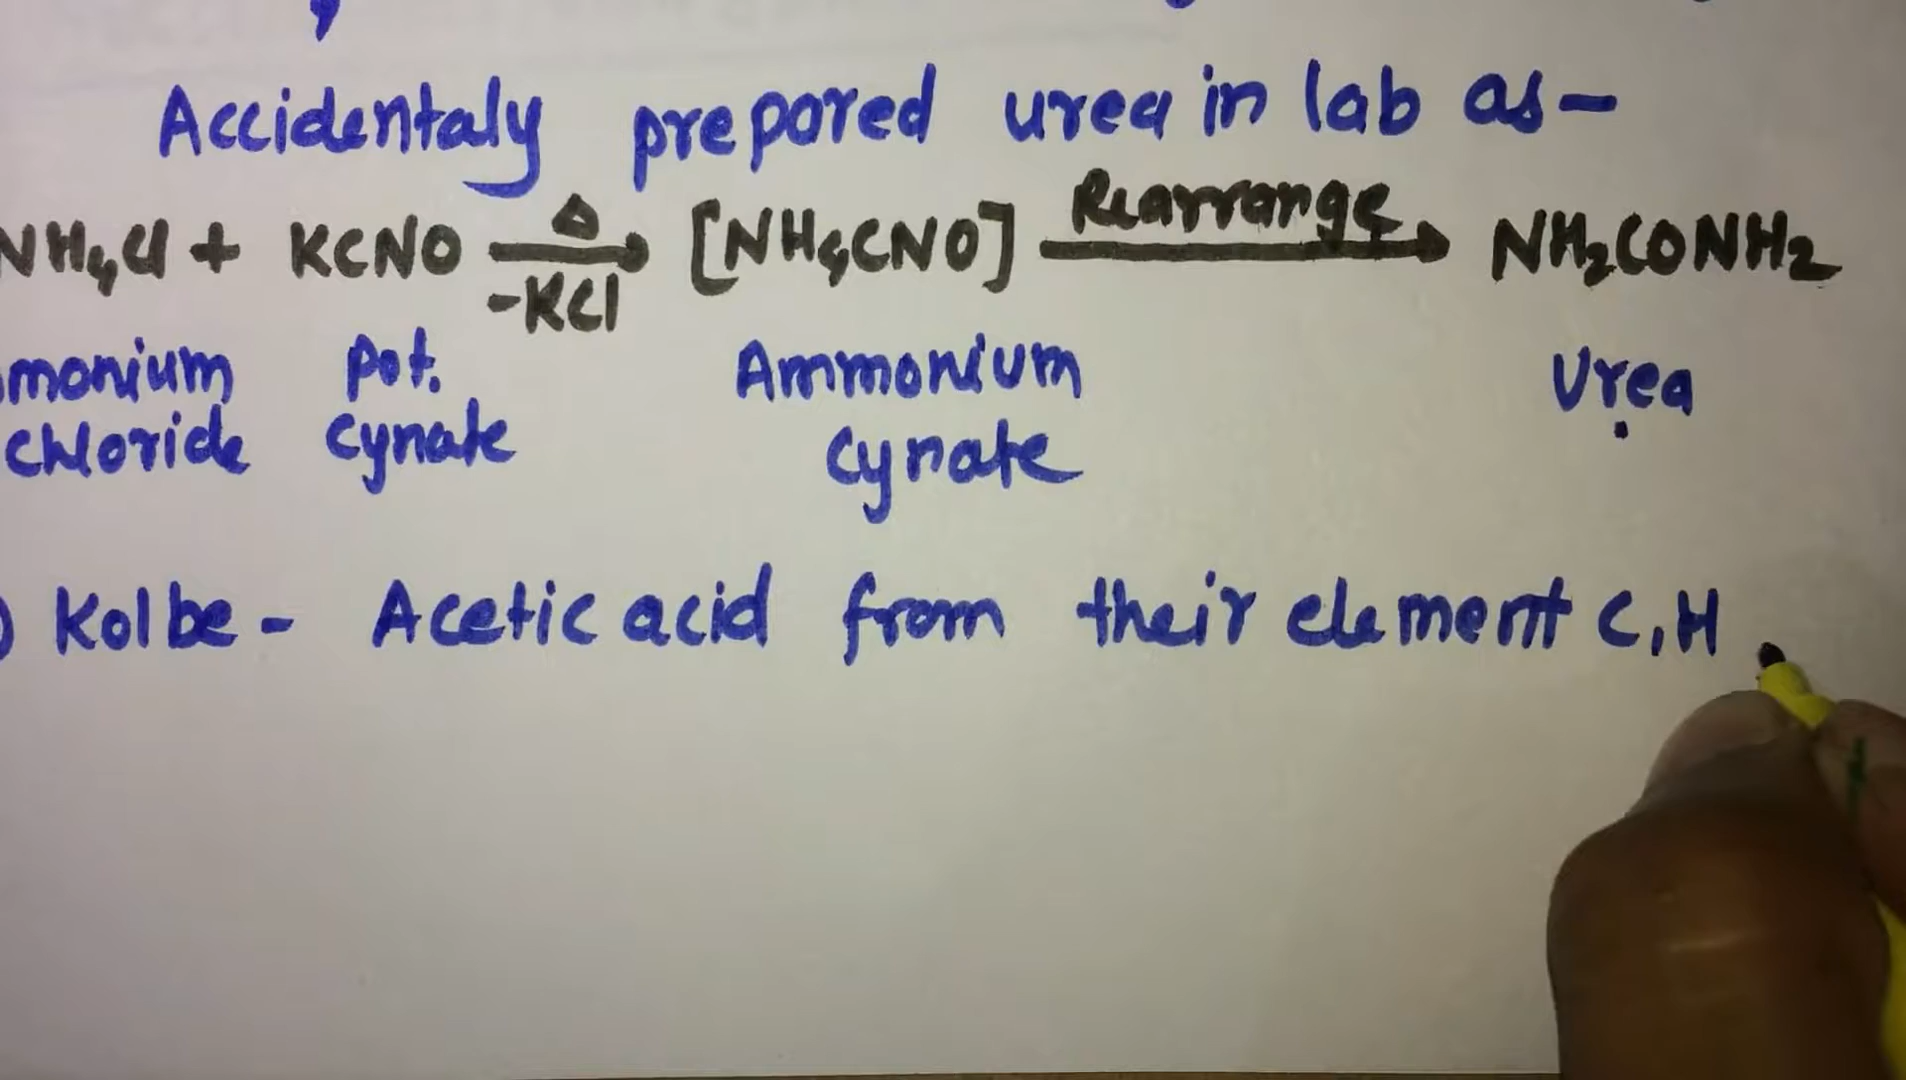 Accidentaly prepared urea in lab as-
Δ Rearrange
NH4Cl + KCNO → [NH4CNO] → NH2CONH2
-KCl
monium Pot. Ammonium Urea
chloride Cynate Cynate
) Kolbe - Acetic acid from their element C, H